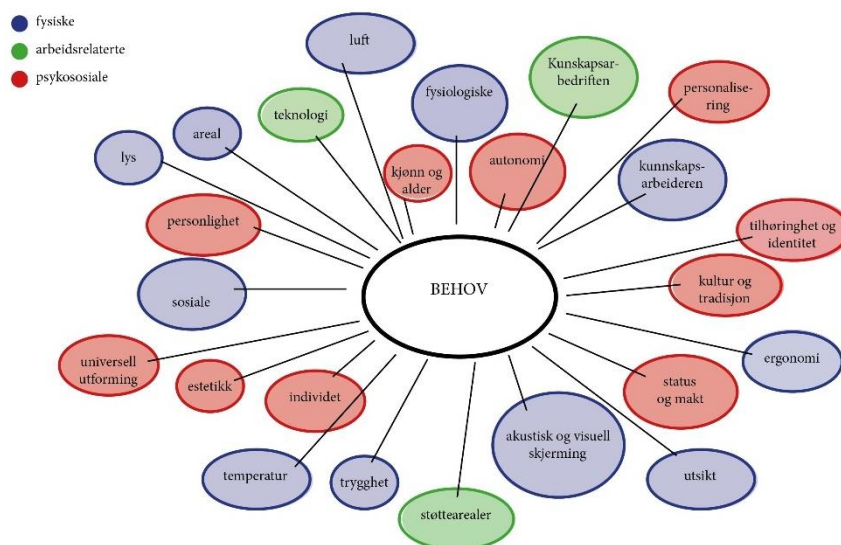 fysiske
arbeidsrelaterte
psykososiale
luft
Kunskapsar-
bedriften
fysiologiske
personalise-
ring
teknologi
areal
lys
kjønn og
alder
autonomi
kunnskaps-
arbeideren
personlighet
tilhøringhet og
identitet
sosiale
BEHOV
kultur og
tradisjon
universell
utforming
estetikk
individet
status
og makt
ergonomi
akustisk og visuell
skjerming
temperatur
trygghet
utsikt
støttearealer